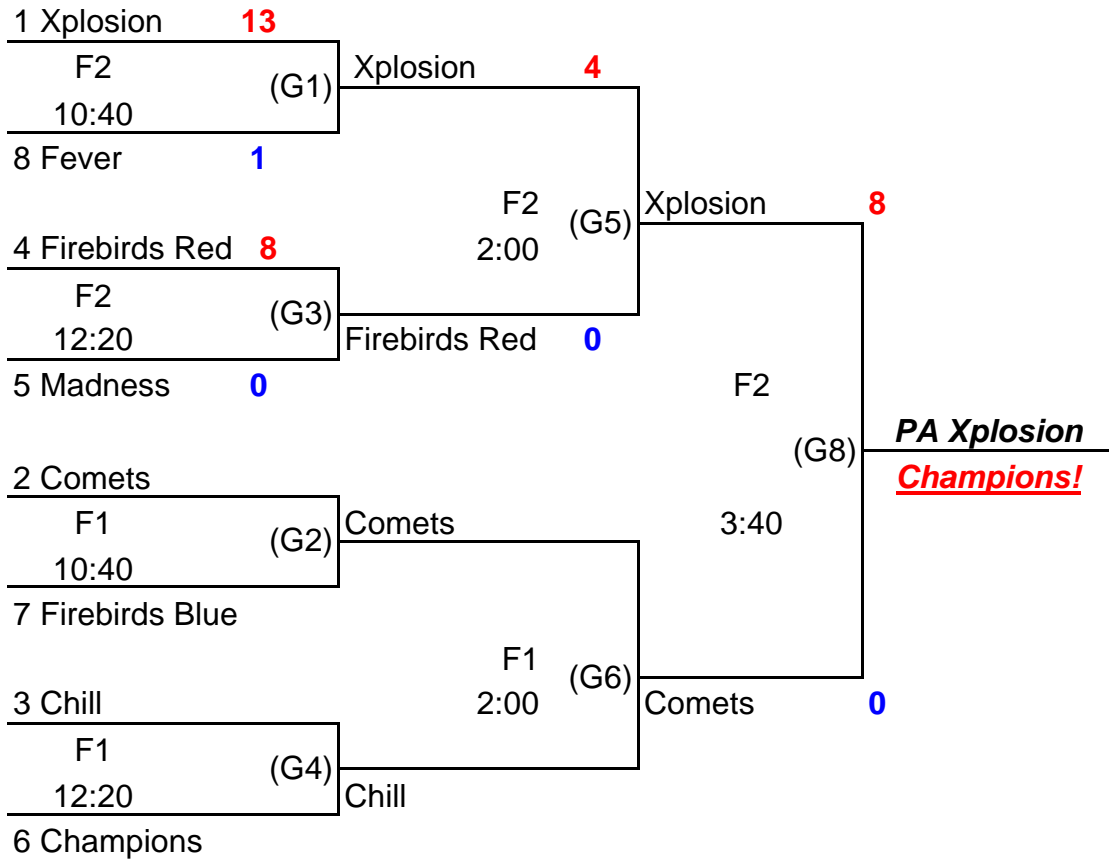 1 Xplosion 13
F2
(G1)
10:40
8 Fever 1
Xplosion 4
4 Firebirds Red 8
F2
(G3)
12:20
5 Madness 0
Firebirds Red 0
F2
(G5)
2:00
Xplosion 8
2 Comets
F1
(G2)
10:40
7 Firebirds Blue
Comets
3 Chill
F1
(G4)
12:20
6 Champions
Chill
F1
(G6)
2:00
Comets 0
F2
(G8)
3:40
PA Xplosion
Champions!